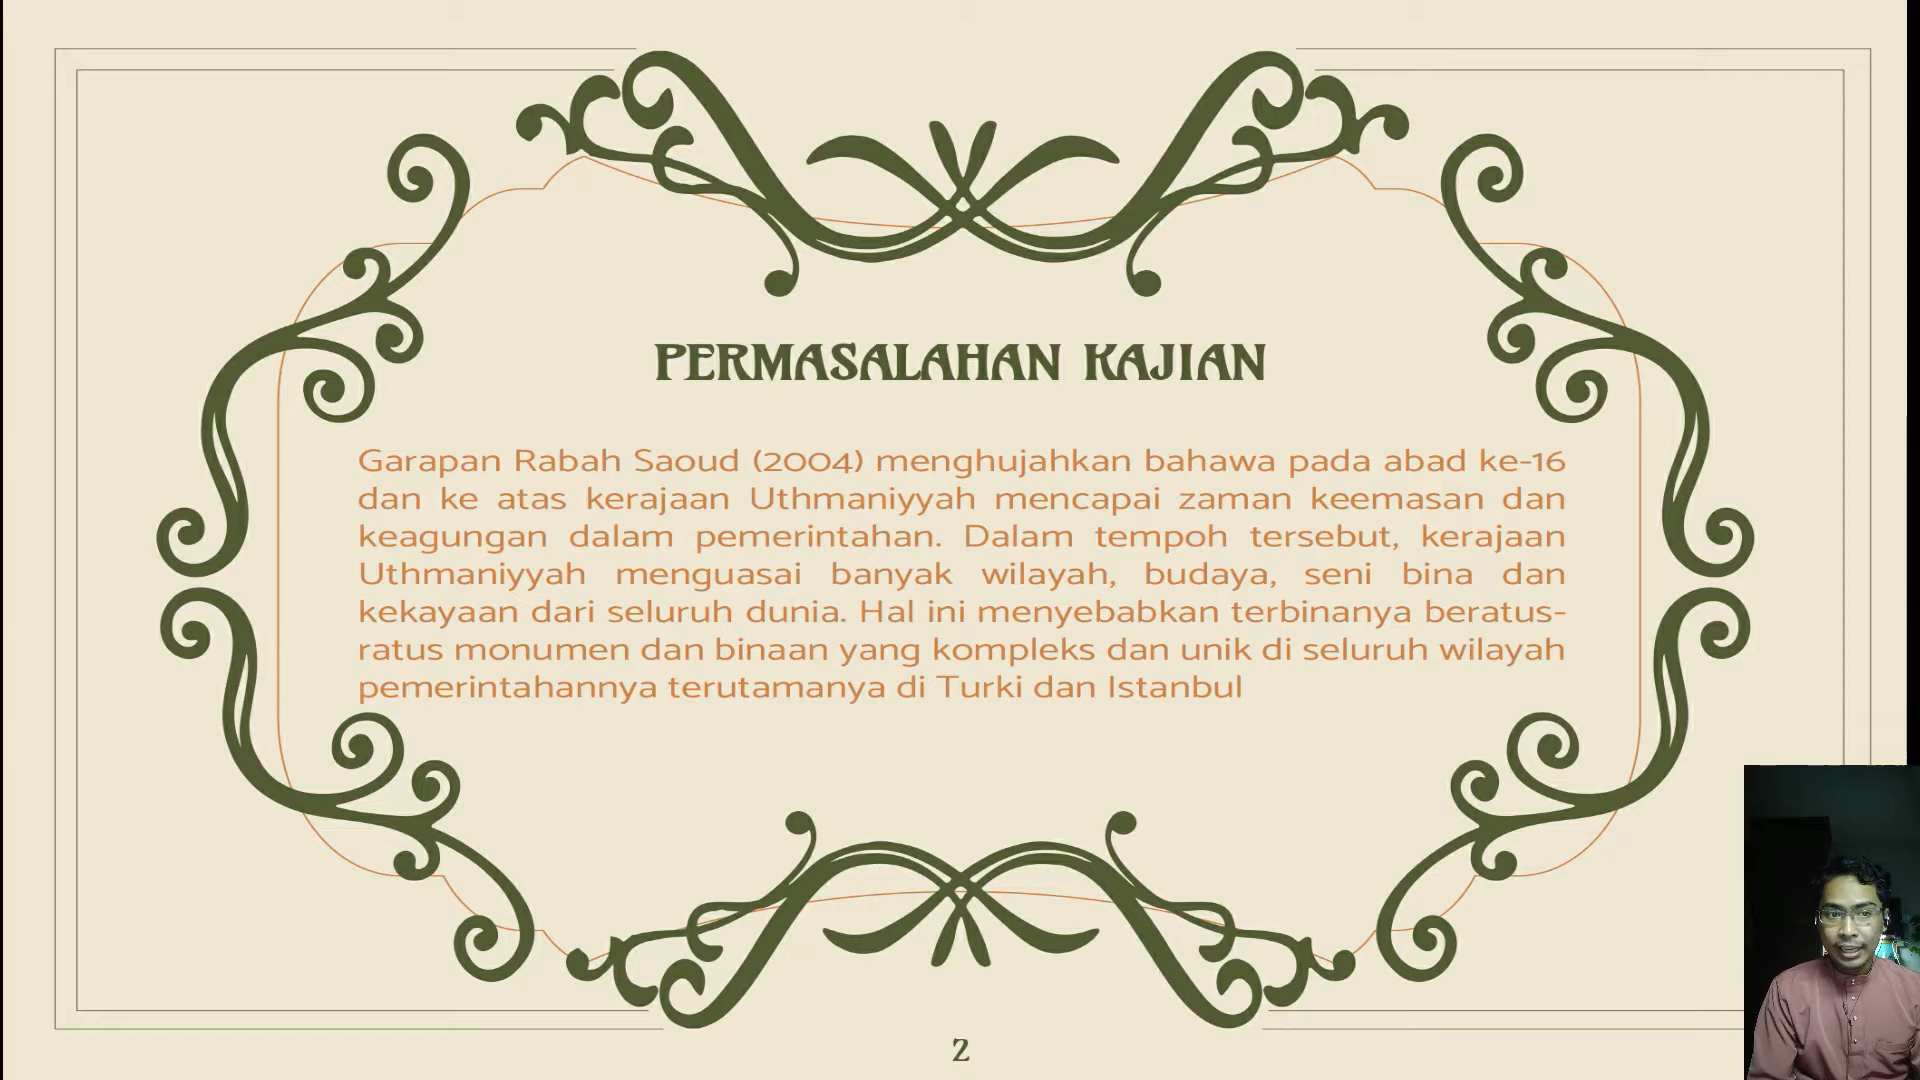 PERMASALAHAN KAJIAN
Garapan Rabah Saoud (2004) menghujahkan bahawa pada abad ke-16
dan ke atas kerajaan Uthmaniyyah mencapai zaman keemasan dan
keagungan dalam pemerintahan. Dalam tempoh tersebut, kerajaan
Uthmaniyyah menguasai banyak wilayah, budaya, seni bina dan
kekayaan dari seluruh dunia. Hal ini menyebabkan terbinanya beratus-
ratus monumen dan binaan yang kompleks dan unik di seluruh wilayah
pemerintahannya terutamanya di Turki dan Istanbul
2